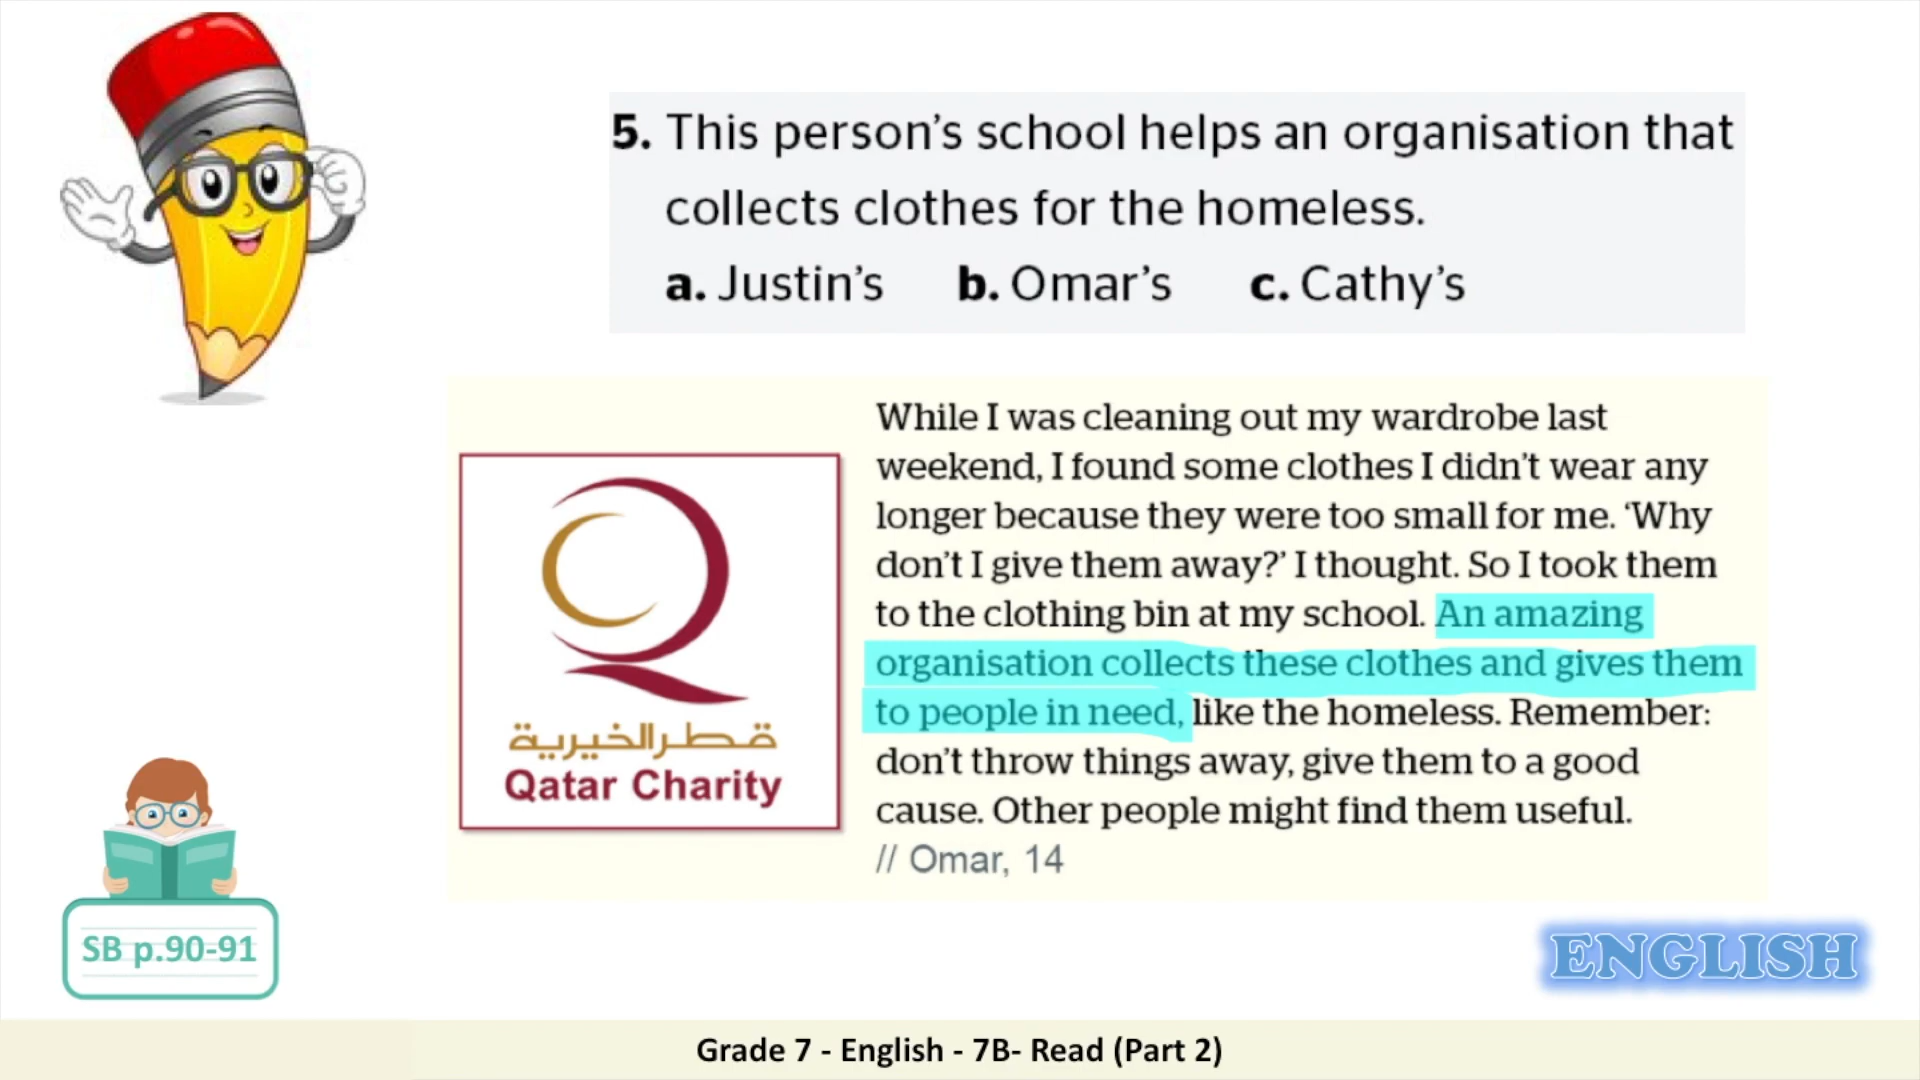 5. This person’s school helps an organisation that
collects clothes for the homeless.
a. Justin’s b. Omar’s c. Cathy’s
While I was cleaning out my wardrobe last
weekend, I found some clothes I didn’t wear any
longer because they were too small for me. ‘Why
don’t I give them away?’ I thought. So I took them
to the clothing bin at my school. An amazing
organisation collects these clothes and gives them
to people in need, like the homeless. Remember:
don’t throw things away, give them to a good
cause. Other people might find them useful.
// Omar, 14
قطر الخيرية
Qatar Charity
SB p.90-91
ENGLISH
Grade 7 - English - 7B- Read (Part 2)